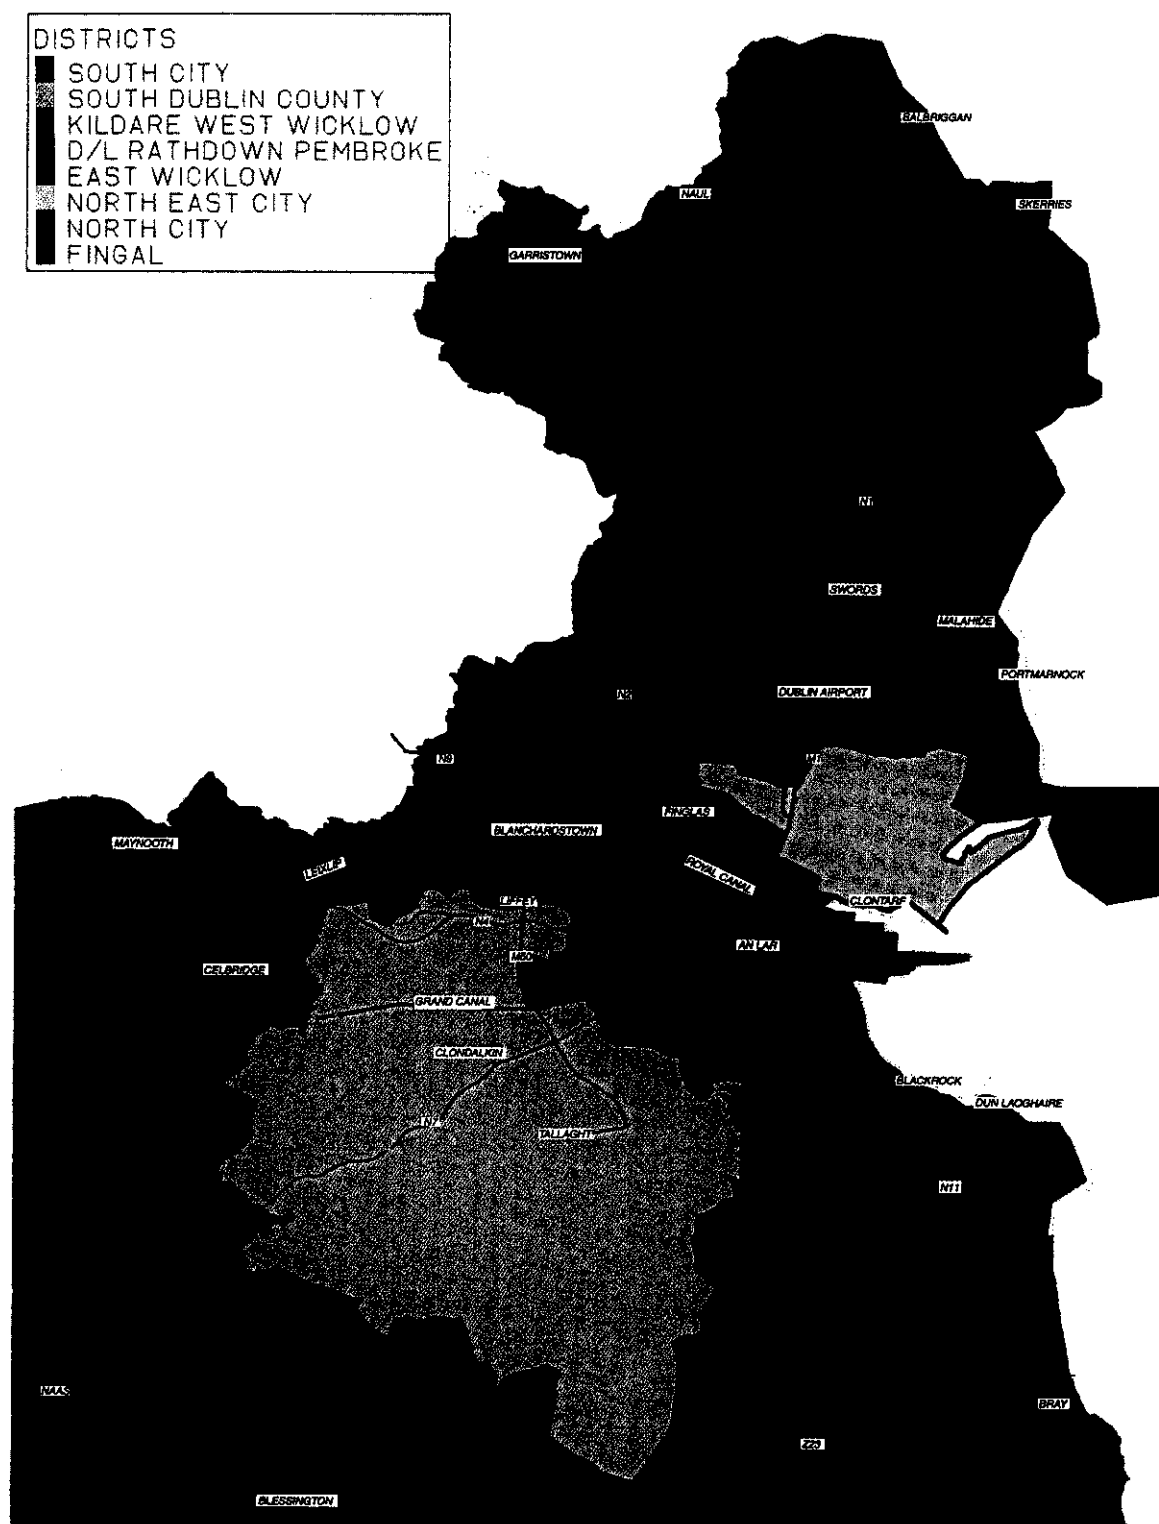 DISTRICTS
SOUTH CITY
SOUTH DUBLIN COUNTY
KILDARE WEST WICKLOW
D/L RATHDOWN PEMBROKE
EAST WICKLOW
NORTH EAST CITY
NORTH CITY
FINGAL
BALBRIGGAN
NAUL
SKERRIES
GARRISTOWN
N1
SWORDS
MALAHIDE
PORTMARNOCK
N2
DUBLIN AIRPORT
N3
M1
FINGLAS
BLANCHARDSTOWN
MAYNOOTH
LEIXLIP
ROYAL CANAL
LIFFEY
CLONTARF
N4
AN LAR
M50
CELBRIDGE
GRAND CANAL
CLONDALKIN
BLACKROCK
DUN LAOGHAIRE
N7
TALLAGHT
N11
NAAS
BRAY
BLESSINGTON